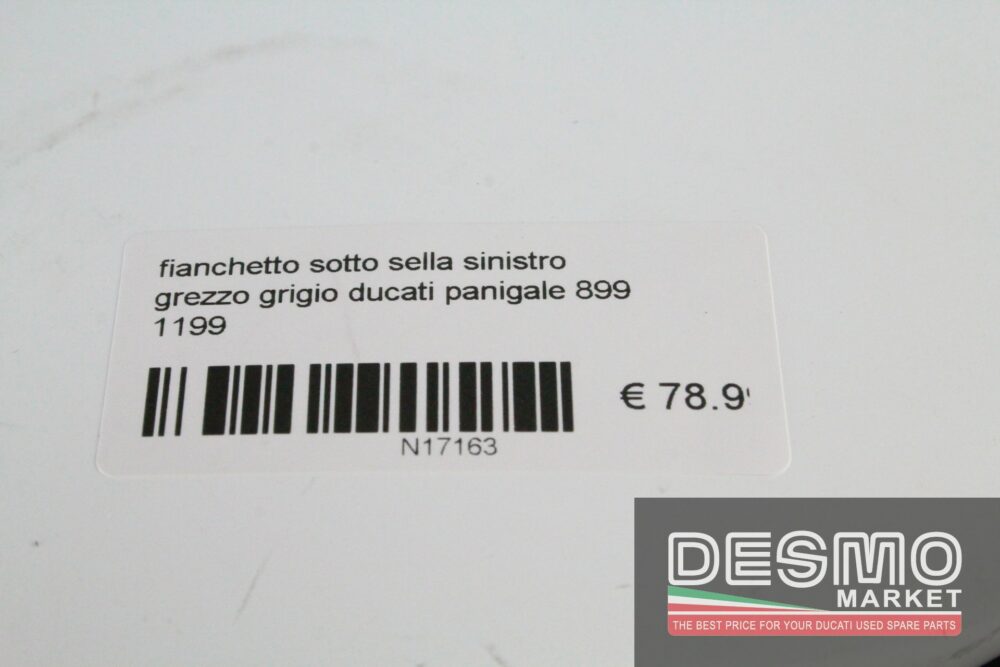 fianchetto sotto sella sinistro
grezzo grigio ducati panigale 899
1199
€ 78.9
N17163
DESMO
MARKET
THE BEST PRICE FOR YOUR DUCATI USED SPARE PARTS